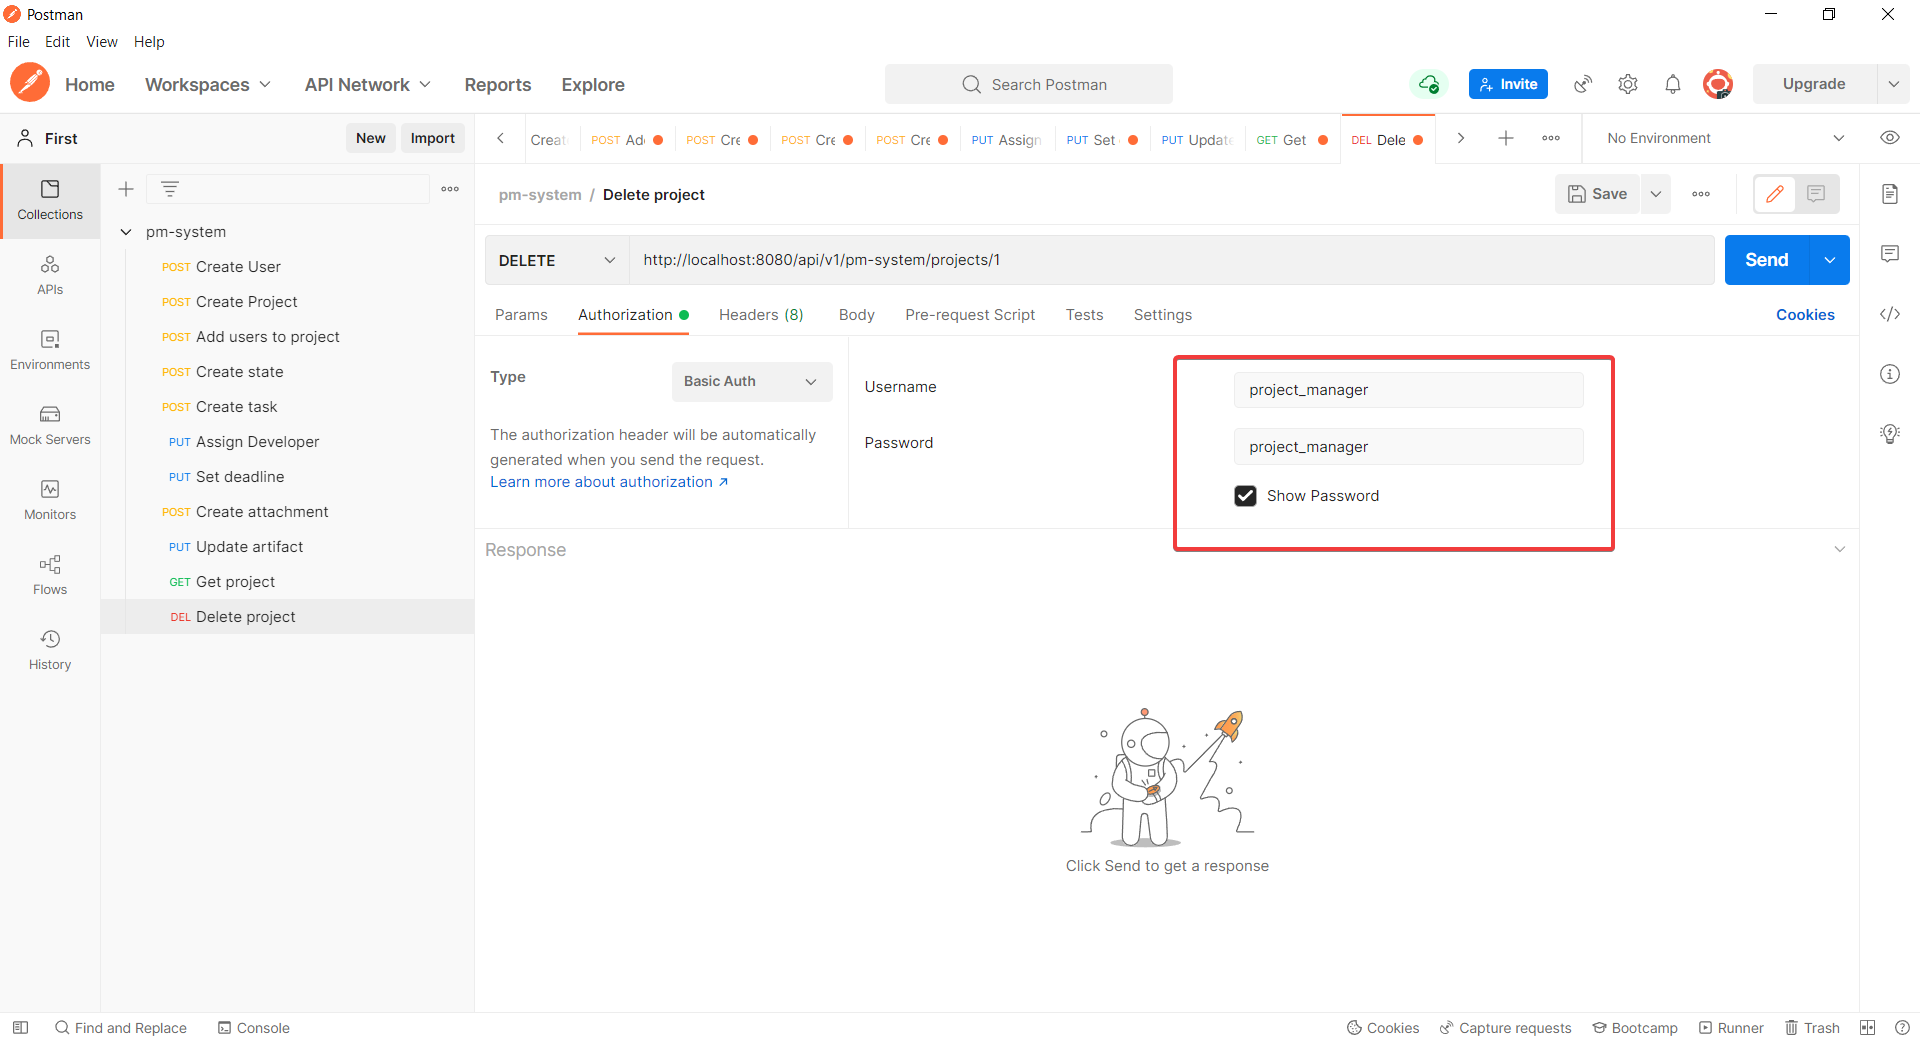 Postman
File Edit View Help
Home Workspaces API Network Reports Explore Search Postman Invite Upgrade
First New Import
Create POST Ad POST Cre POST Cre POST Cre PUT Assign PUT Set PUT Update GET Get DEL Dele No Environment
Collections
APIs
Environments
Mock Servers
Monitors
Flows
History
pm-system
POST Create User
POST Create Project
POST Add users to project
POST Create state
POST Create task
PUT Assign Developer
PUT Set deadline
POST Create attachment
PUT Update artifact
GET Get project
DEL Delete project
pm-system / Delete project Save
DELETE http://localhost:8080/api/v1/pm-system/projects/1 Send
Params Authorization Headers (8) Body Pre-request Script Tests Settings Cookies
Type Basic Auth
The authorization header will be automatically
generated when you send the request.
Learn more about authorization ↗
Username project_manager
Password project_manager
Show Password
Response
Click Send to get a response
Find and Replace Console Cookies Capture requests Bootcamp Runner Trash